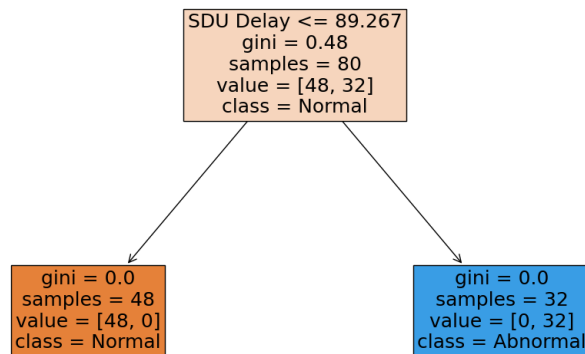 SDU Delay <= 89.267
gini = 0.48
samples = 80
value = [48, 32]
class = Normal
gini = 0.0
samples = 48
value = [48, 0]
class = Normal
gini = 0.0
samples = 32
value = [0, 32]
class = Abnormal